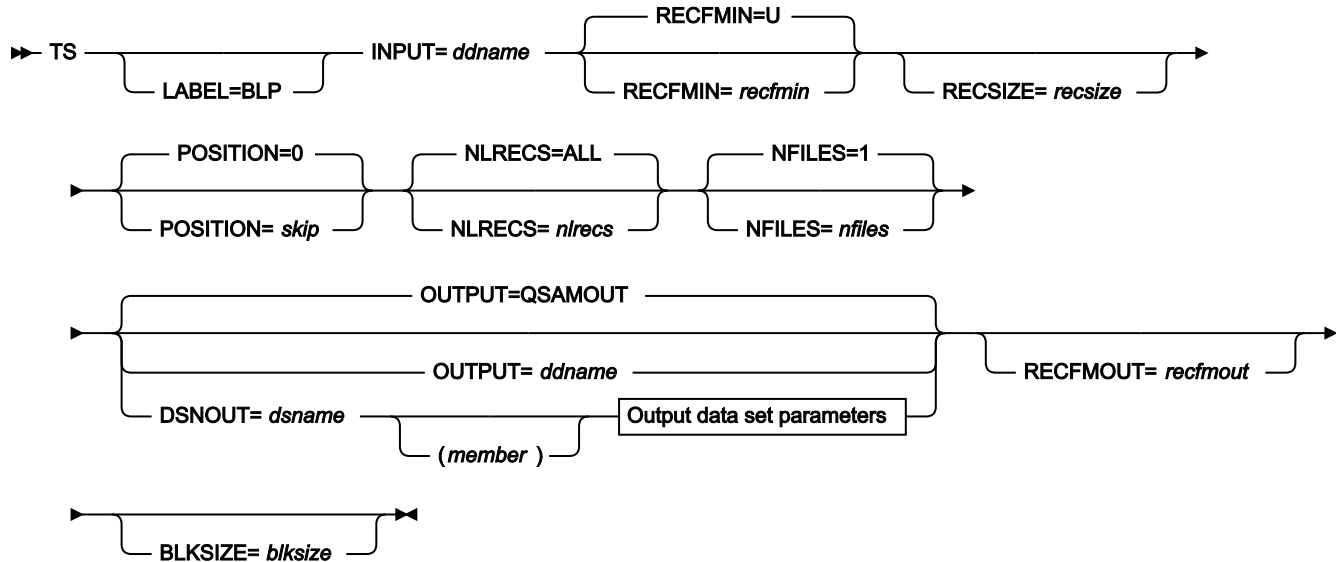 RECFMIN=U
TS INPUT= ddname
LABEL=BLP RECFMIN= recfmin RECSIZE= recsize
POSITION=0 NLRECS=ALL NFILES=1
POSITION= skip NLRECS= nlrecs NFILES= nfiles
OUTPUT=QSAMOUT
OUTPUT= ddname RECFMOUT= recfmout
DSNOUT= dsname Output data set parameters
(member )
BLKSIZE= blksize